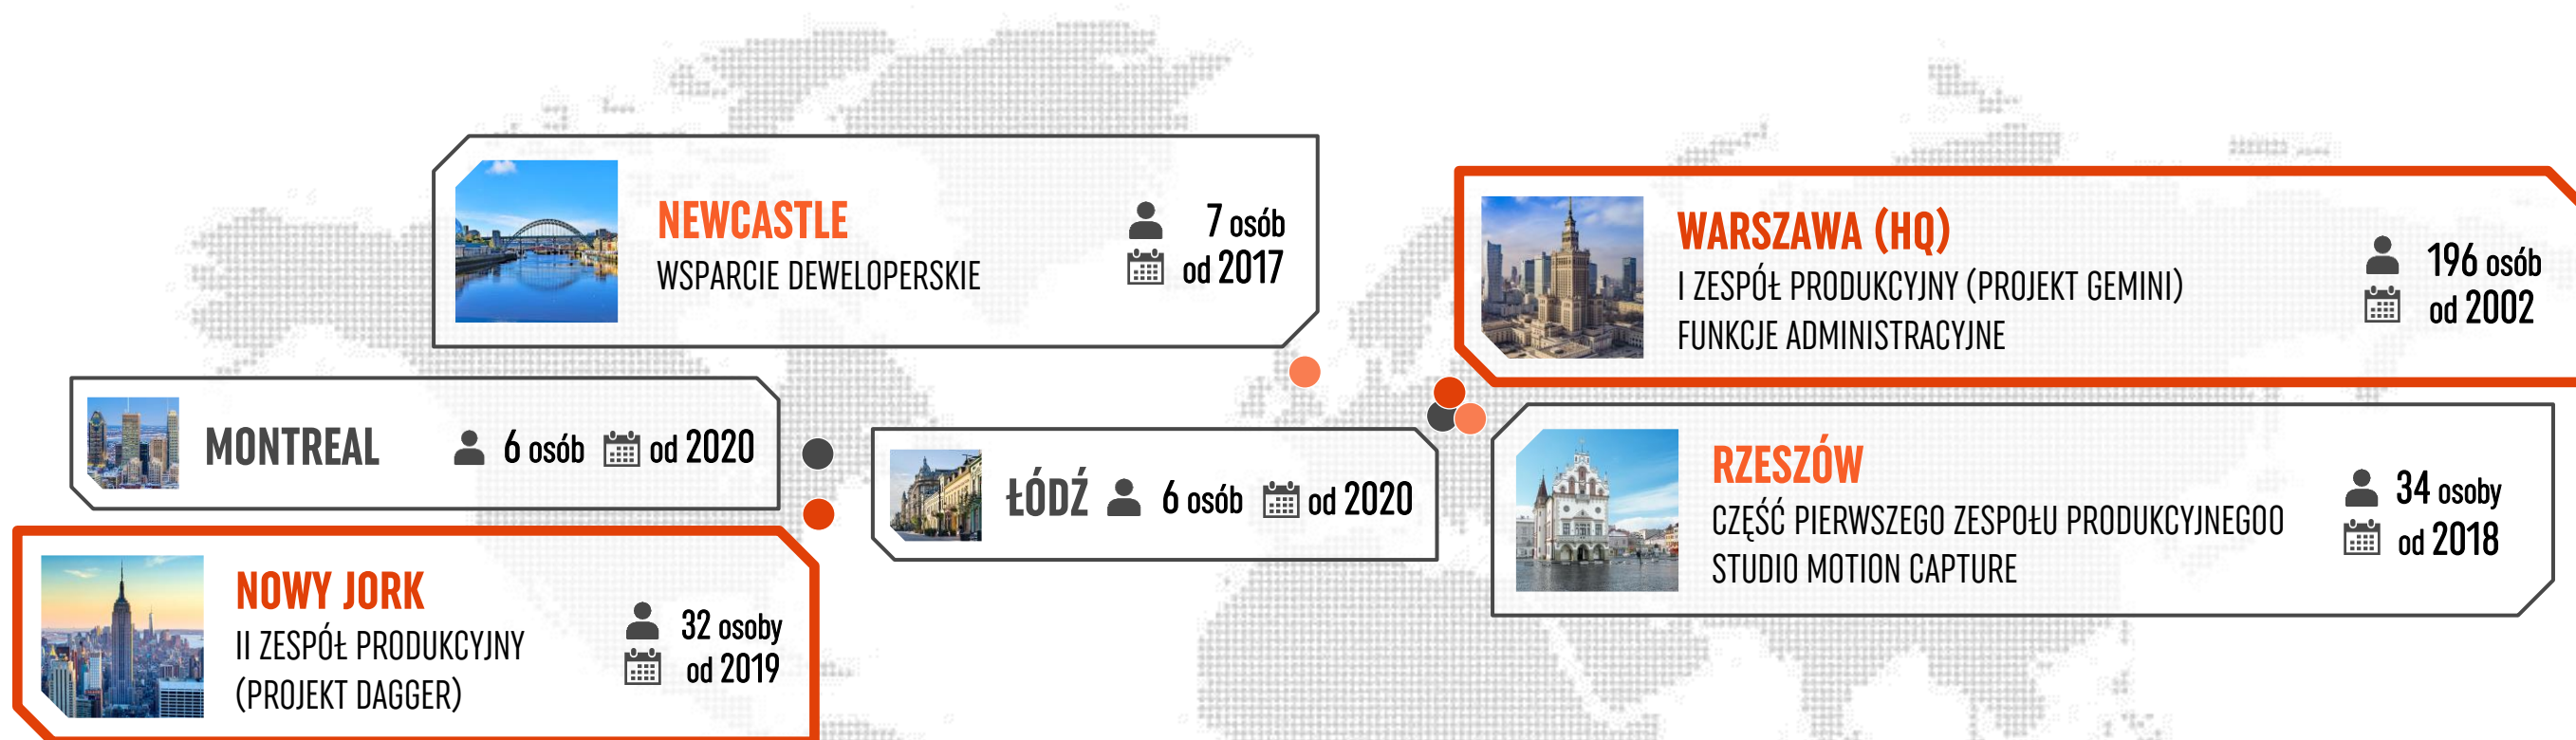 NEWCASTLE
WSPARCIE DEWELOPERSKIE
7 osób
od 2017
WARSZAWA (HQ)
I ZESPÓŁ PRODUKCYJNY (PROJEKT GEMINI)
FUNKCJE ADMINISTRACYJNE
196 osób
od 2002
MONTREAL
6 osób
od 2020
ŁÓDŹ
6 osób
od 2020
RZESZÓW
CZĘŚĆ PIERWSZEGO ZESPOŁU PRODUKCYJNEGOO
STUDIO MOTION CAPTURE
34 osoby
od 2018
NOWY JORK
II ZESPÓŁ PRODUKCYJNY
(PROJEKT DAGGER)
32 osoby
od 2019